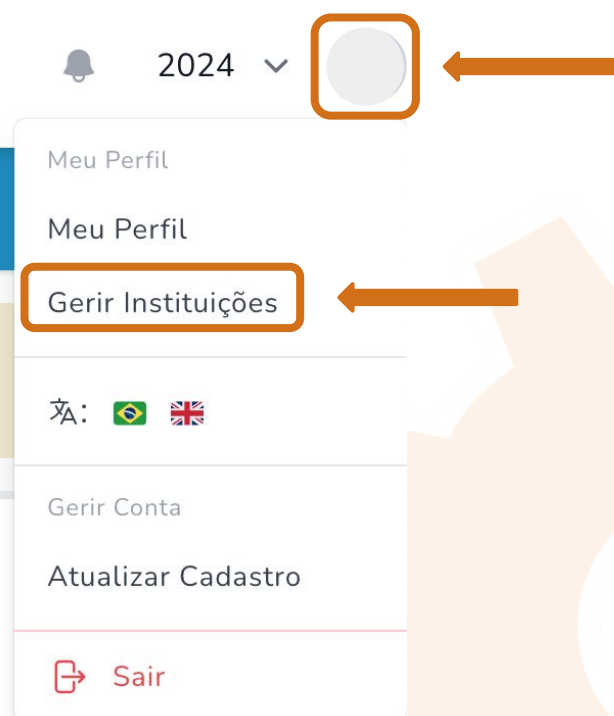 2024
Meu Perfil
Meu Perfil
Gerir Instituições
文A:
Gerir Conta
Atualizar Cadastro
Sair